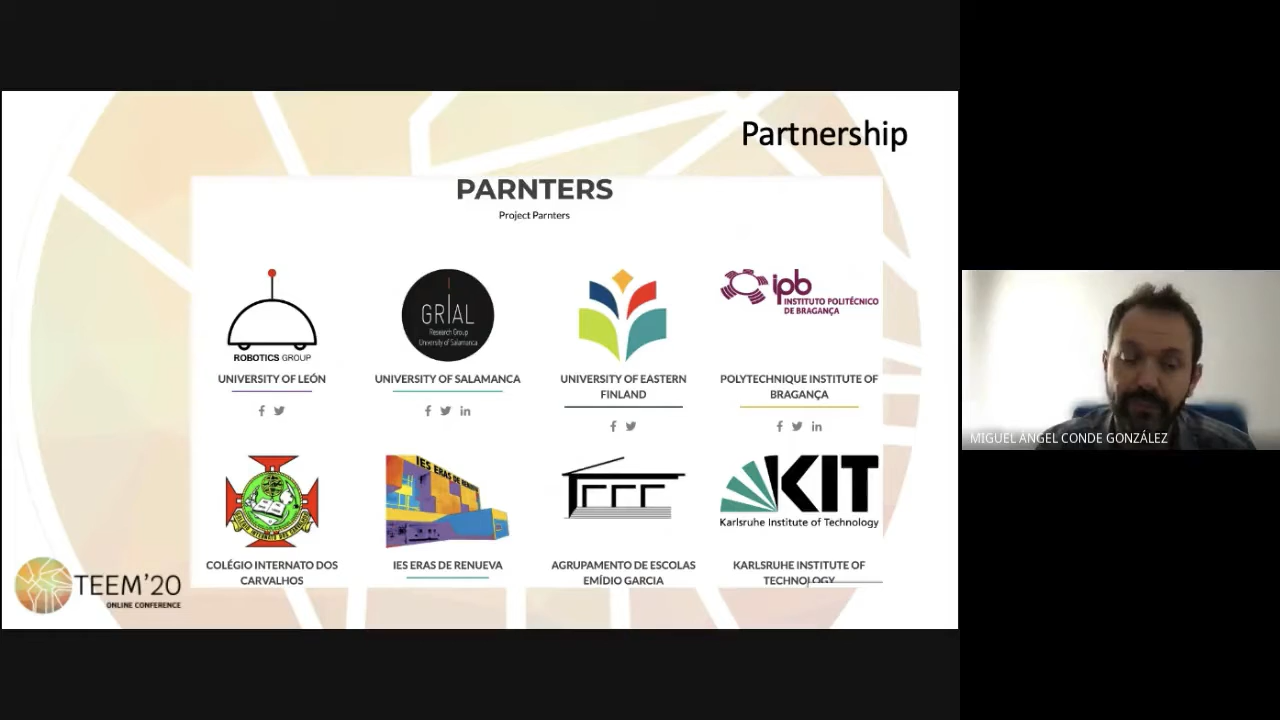 Partnership
PARNTERS
Project Parnters
ROBOTICS GROUP
GRIAL
Research Group
University of Salamanca
ipb
INSTITUTO POLITÉCNICO
DE BRAGANÇA
UNIVERSITY OF LEÓN
UNIVERSITY OF SALAMANCA
UNIVERSITY OF EASTERN
FINLAND
POLYTECHNIQUE INSTITUTE OF
BRAGANÇA
IES ERAS DE RENUEVA
KIT
Karlsruhe Institute of Technology
COLÉGIO INTERNATO DOS
CARVALHOS
IES ERAS DE RENUEVA
AGRUPAMENTO DE ESCOLAS
EMÍDIO GARCIA
KARLSRUHE INSTITUTE OF
TECHNOLOGY
TEEM'20
ONLINE CONFERENCE
MIGUEL ÁNGEL CONDE GONZÁLEZ